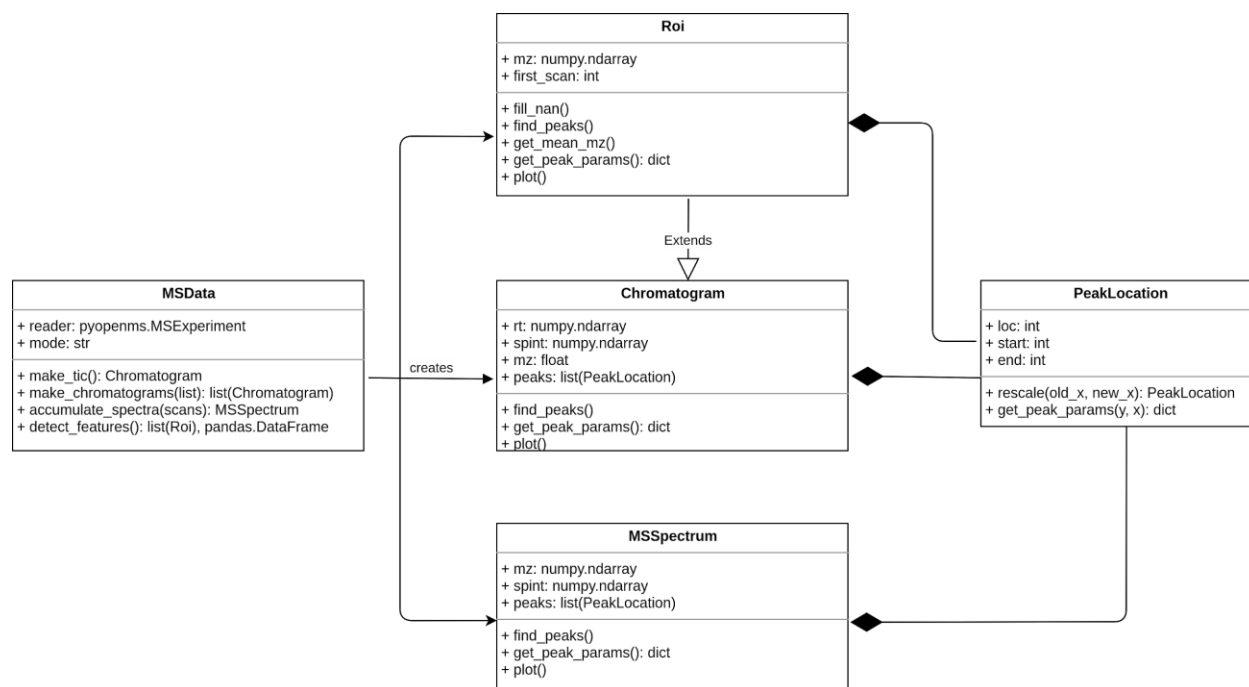 Roi
+ mz: numpy.ndarray
+ first_scan: int
+ fill_nan()
+ find_peaks()
+ get_mean_mz()
+ get_peak_params(): dict
+ plot()
Extends
MSData
+ reader: pyopenms.MSExperiment
+ mode: str
+ make_tic(): Chromatogram
+ make_chromatograms(list): list(Chromatogram)
+ accumulate_spectra(scans): MSSpectrum
+ detect_features(): list(Roi), pandas.DataFrame
creates
Chromatogram
+ rt: numpy.ndarray
+ spint: numpy.ndarray
+ mz: float
+ peaks: list(PeakLocation)
+ find_peaks()
+ get_peak_params(): dict
+ plot()
PeakLocation
+ loc: int
+ start: int
+ end: int
+ rescale(old_x, new_x): PeakLocation
+ get_peak_params(y, x): dict
MSSpectrum
+ mz: numpy.ndarray
+ spint: numpy.ndarray
+ peaks: list(PeakLocation)
+ find_peaks()
+ get_peak_params(): dict
+ plot()